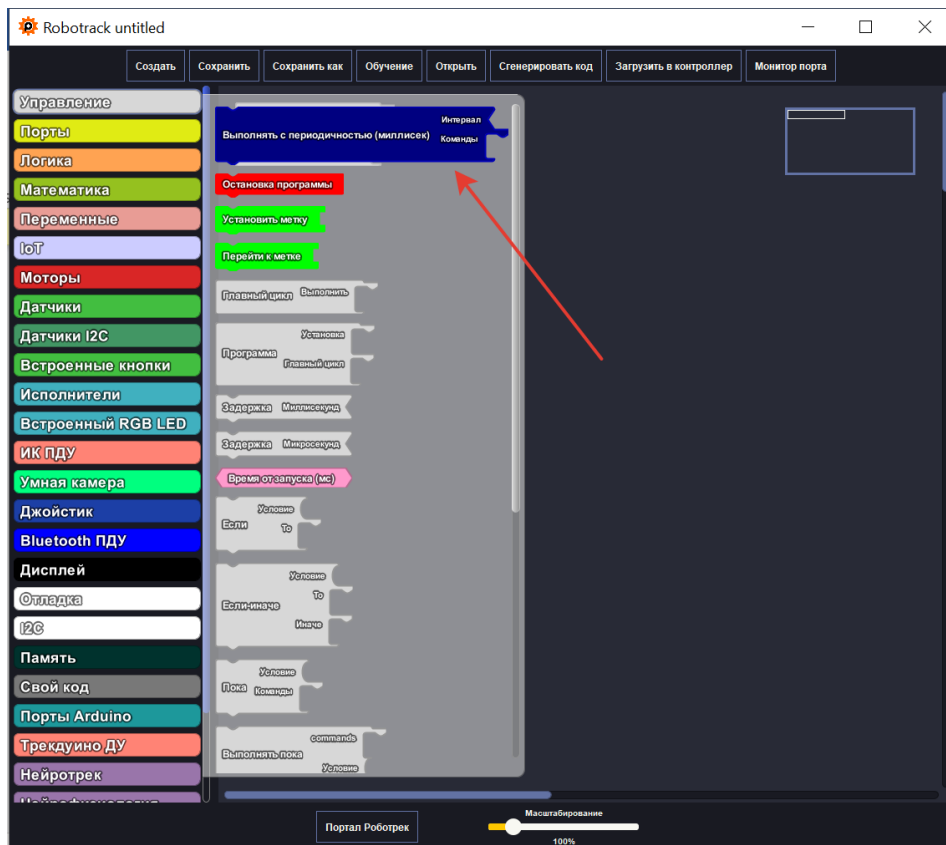 Robotrack untitled
Создать Сохранить Сохранить как Обучение Открыть Сгенерировать код Загрузить в контроллер Монитор порта
Управление
Порты
Логика
Математика
Переменные
IoT
Моторы
Датчики
Датчики I2C
Встроенные кнопки
Исполнители
Встроенный RGB LED
ИК ПДУ
Умная камера
Джойстик
Bluetooth ПДУ
Дисплей
Отладка
I2C
Память
Свой код
Порты Arduino
Трекдуино ДУ
Нейротрек
Интервал
Выполнять с периодичностью (миллисек) Команды
Остановка программы
Установить метку
Перейти к метке
Главный цикл Выполнить
Установка
Программа
Главный цикл
Задержка Миллисекунд
Задержка Микросекунд
Время от запуска (мс)
Условие
Если То
Условие
То
Если-иначе
Иначе
Условие
Пока Команды
commands
Выполнять пока
Условие
Портал Роботрек
Масштабирование
100%